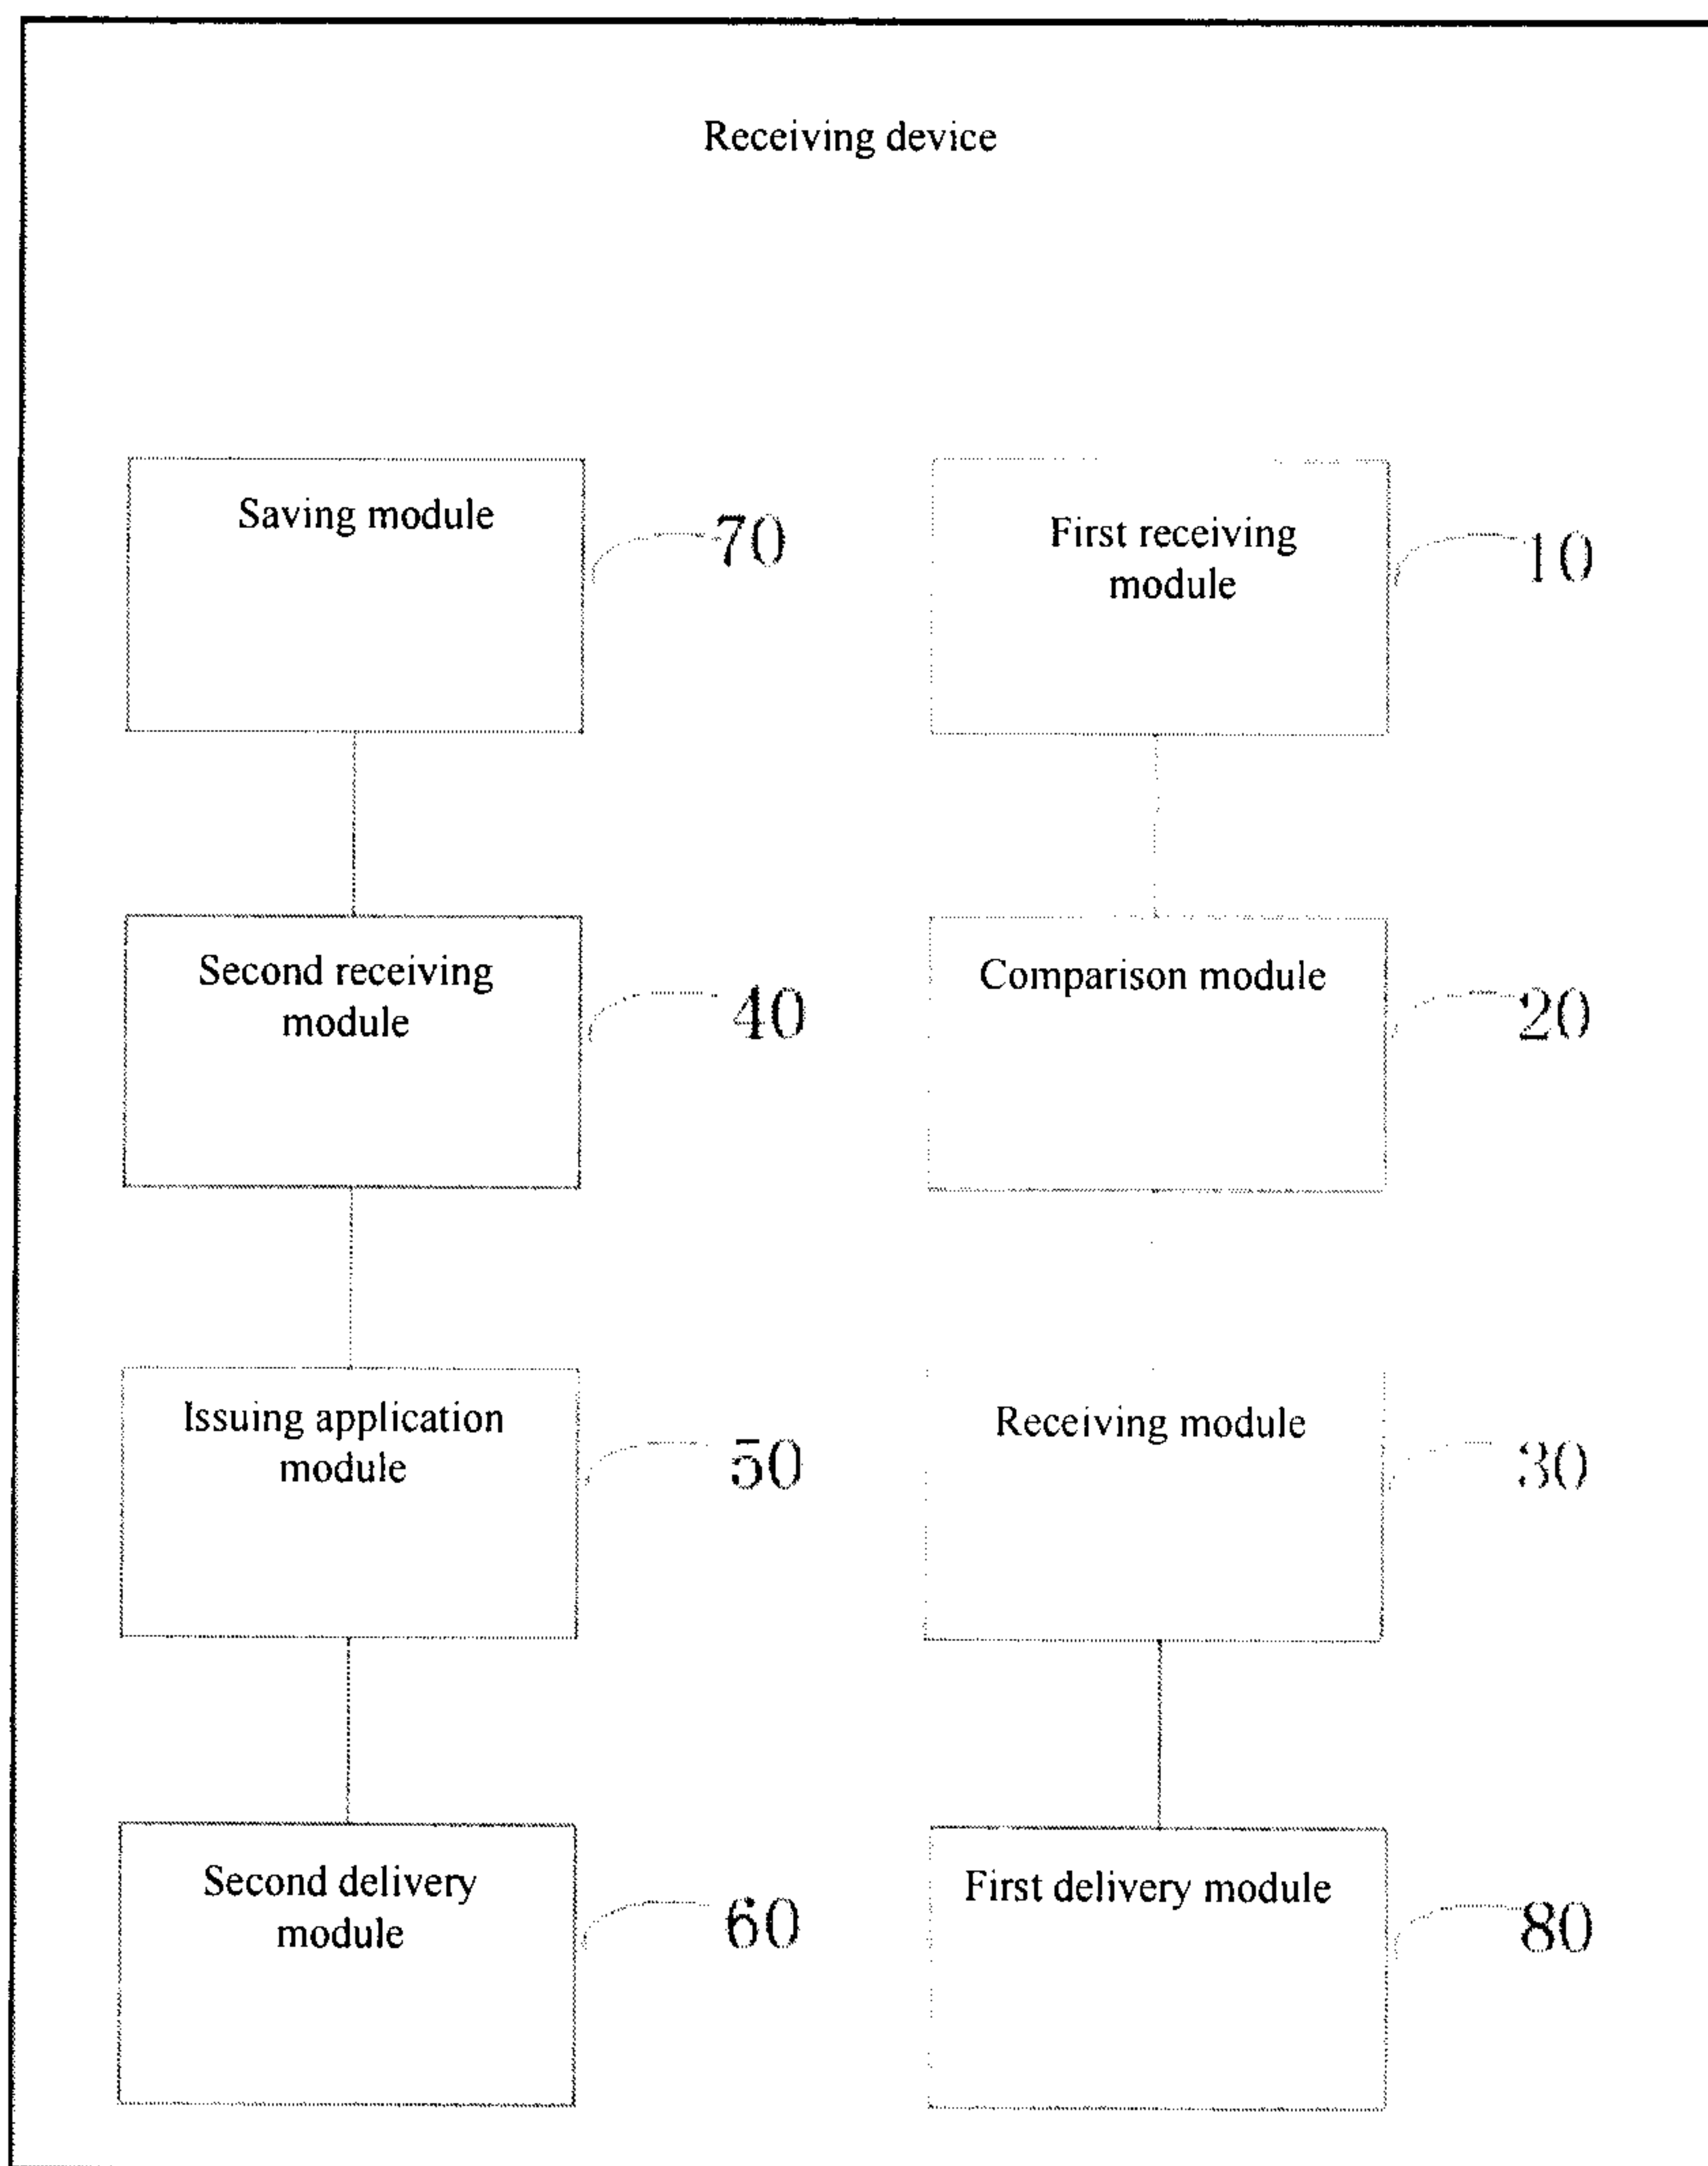 Receiving device
Saving module
70
First receiving
module
10
Second receiving
module
40
Comparison module
20
Issuing application
module
50
Receiving module
30
Second delivery
module
60
First delivery module
80